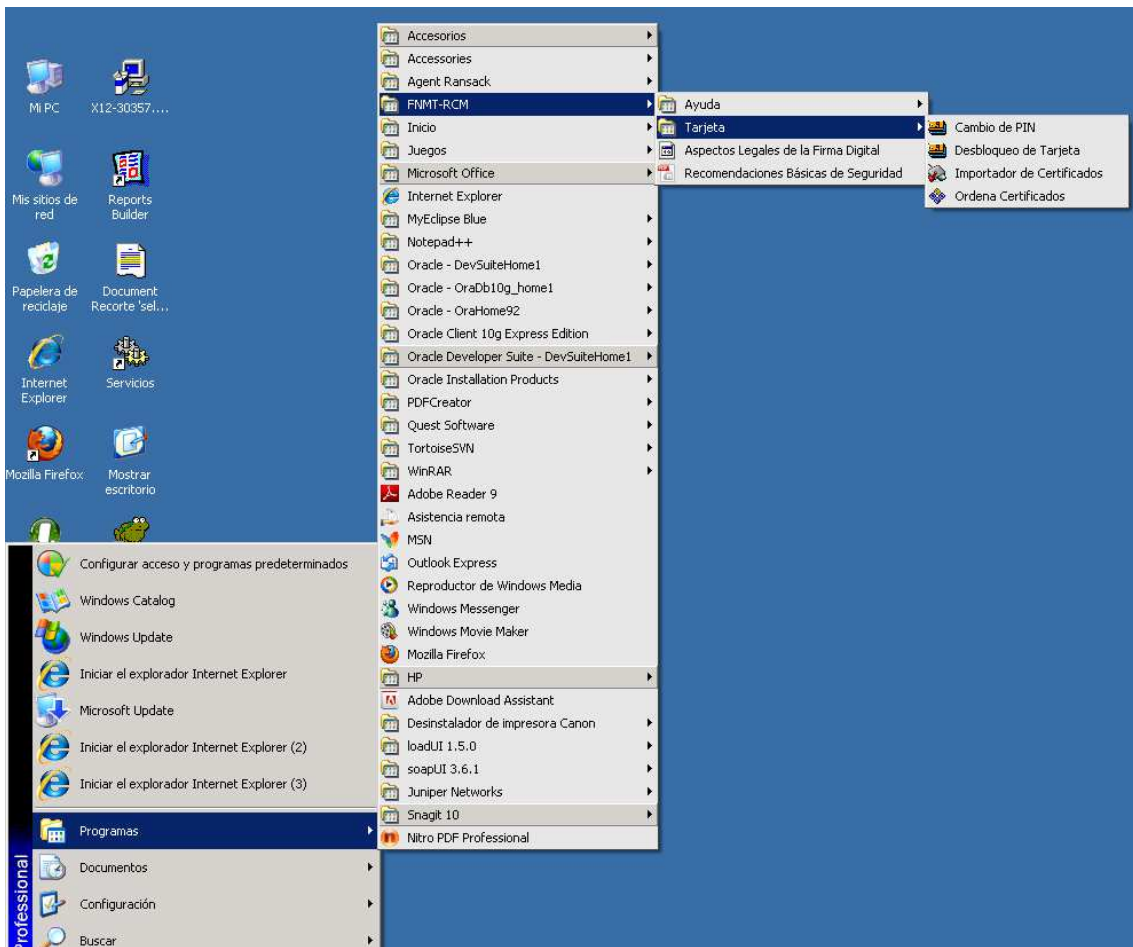 Mi PC
X12-30357....
Mis sitios de
red
Reports
Builder
Papelera de
reciclaje
Document
Recorte 'sel...
Internet
Explorer
Servicios
Mozilla Firefox
Mostrar
escritorio
Configurar acceso y programas predeterminados
Windows Catalog
Windows Update
Iniciar el explorador Internet Explorer
Microsoft Update
Iniciar el explorador Internet Explorer (2)
Iniciar el explorador Internet Explorer (3)
Programas
Documentos
Configuración
Buscar
Professional
Accesorios
Accessories
Agent Ransack
FNMT-RCM
Inicio
Juegos
Microsoft Office
Internet Explorer
MyEclipse Blue
Notepad++
Oracle - DevSuiteHome1
Oracle - OraDb10g_home1
Oracle - OraHome92
Oracle Client 10g Express Edition
Oracle Developer Suite - DevSuiteHome1
Oracle Installation Products
PDFCreator
Quest Software
TortoiseSVN
WinRAR
Adobe Reader 9
Asistencia remota
MSN
Outlook Express
Reproductor de Windows Media
Windows Messenger
Windows Movie Maker
Mozilla Firefox
HP
Adobe Download Assistant
Desinstalador de impresora Canon
loadUI 1.5.0
soapUI 3.6.1
Juniper Networks
Snagit 10
Nitro PDF Professional
Ayuda
Tarjeta
Aspectos Legales de la Firma Digital
Recomendaciones Básicas de Seguridad
Cambio de PIN
Desbloqueo de Tarjeta
Importador de Certificados
Ordena Certificados